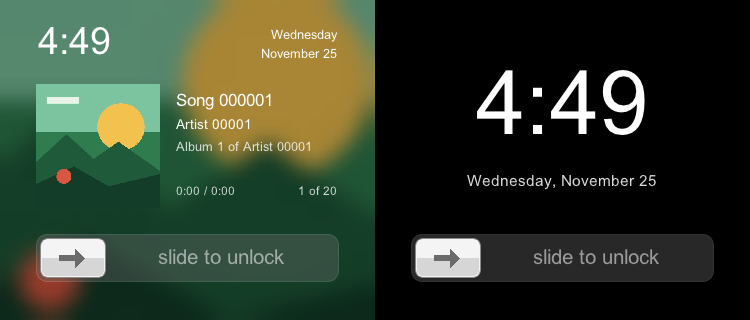 4:49
Wednesday
November 25
Song 000001
Artist 00001
Album 1 of Artist 00001
0:00 / 0:00
1 of 20
slide to unlock
4:49
Wednesday, November 25
slide to unlock